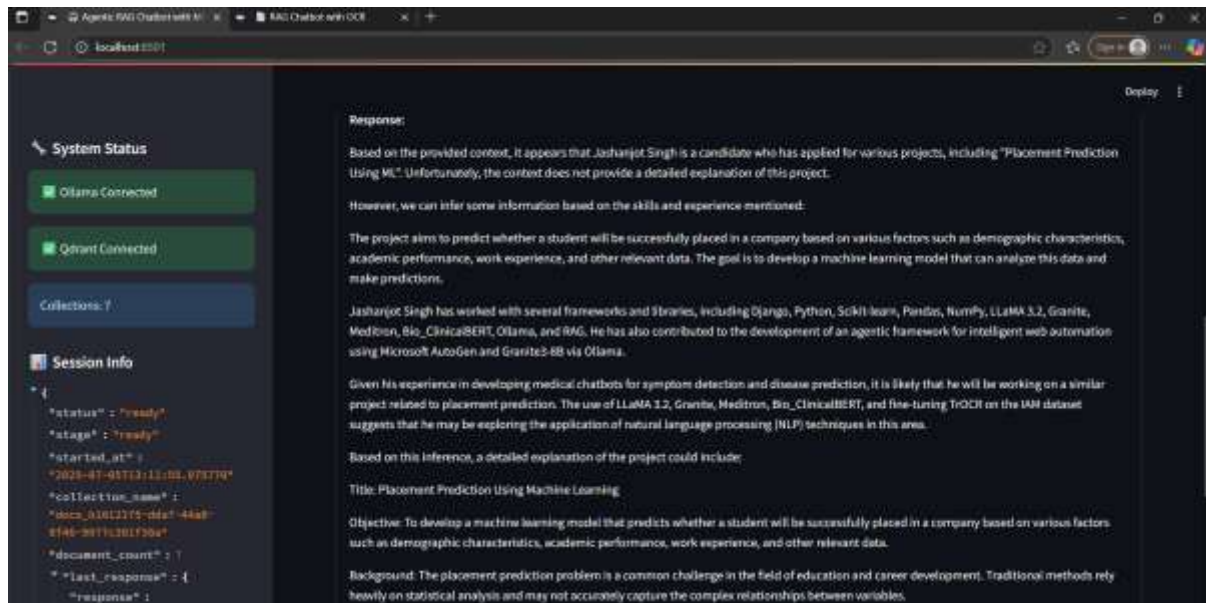 Agentic RAG Chatbot with M
RAG Chatbot with OCR
localhost:8501
Sign in
Deploy
System Status
Ollama Connected
Qdrant Connected
Collections: 7
Session Info
{
"status" : "ready"
"stage" : "ready"
"started_at" :
"collection_name" :
"document_count" :
"last_response" : {
"response" :
Response:
Based on the provided context, it appears that Jashanjot Singh is a candidate who has applied for various projects, including "Placement Prediction
Using ML". Unfortunately, the context does not provide a detailed explanation of this project.
However, we can infer some information based on the skills and experience mentioned:
The project aims to predict whether a student will be successfully placed in a company based on various factors such as demographic characteristics,
academic performance, work experience, and other relevant data. The goal is to develop a machine learning model that can analyze this data and
make predictions.
Jashanjot Singh has worked with several frameworks and libraries, including Django, Python, Scikit-learn, Pandas, NumPy, LLaMA 3.2, Granite,
Meditron, Bio_ClinicalBERT, Ollama, and RAG. He has also contributed to the development of an agentic framework for intelligent web automation
using Microsoft AutoGen and Granite3-8B via Ollama.
Given his experience in developing medical chatbots for symptom detection and disease prediction, it is likely that he will be working on a similar
project related to placement prediction. The use of LLaMA 3.2, Granite, Meditron, Bio_ClinicalBERT, and fine-tuning TrOCR on the IAM dataset
suggests that he may be exploring the application of natural language processing (NLP) techniques in this area.
Based on this inference, a detailed explanation of the project could include:
Title: Placement Prediction Using Machine Learning
Objective: To develop a machine learning model that predicts whether a student will be successfully placed in a company based on various factors
such as demographic characteristics, academic performance, work experience, and other relevant data.
Background: The placement prediction problem is a common challenge in the field of education and career development. Traditional methods rely
heavily on statistical analysis and may not accurately capture the complex relationships between variables.